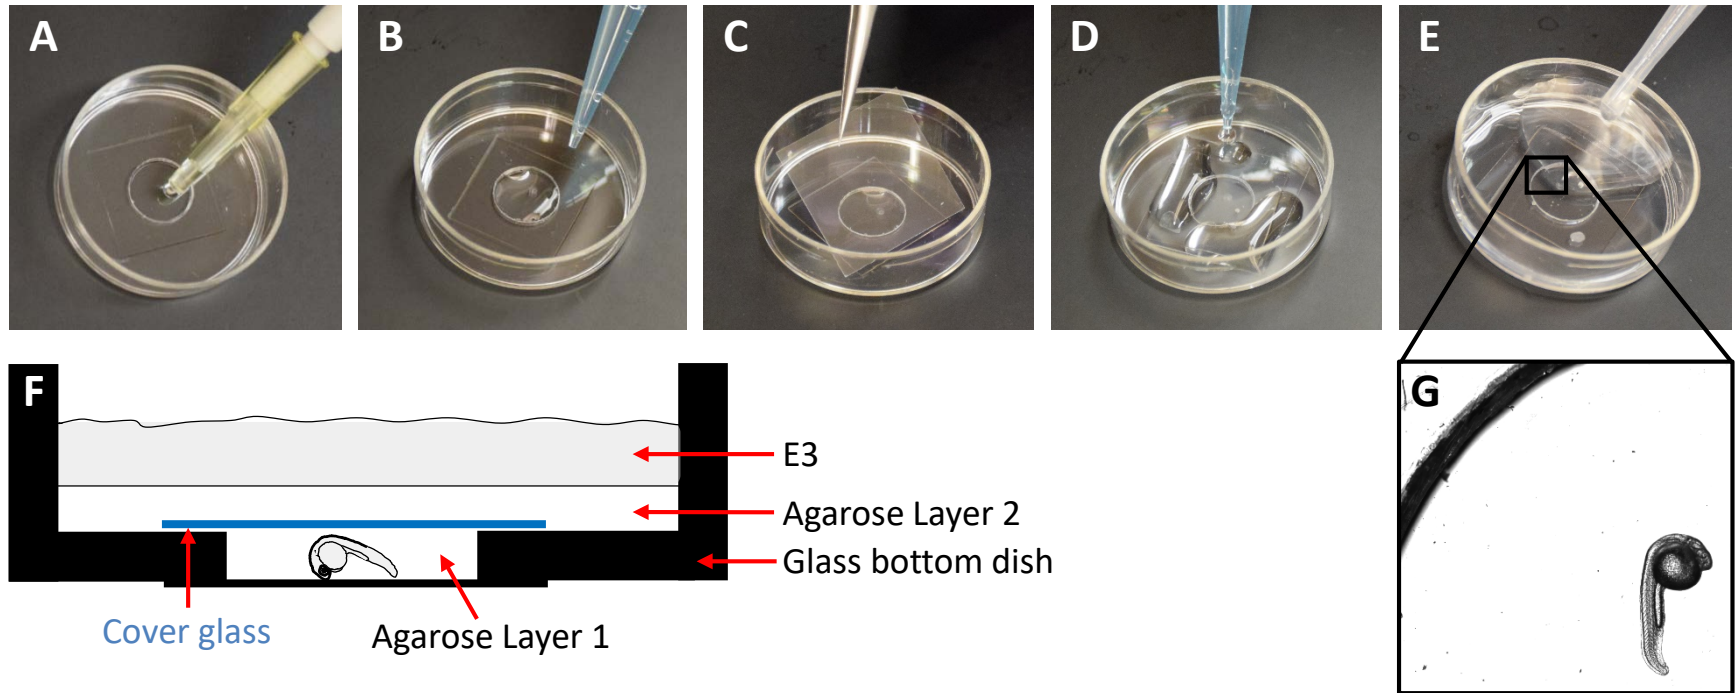 A
B
C
D
E
F
E3
Agarose Layer 2
Glass bottom dish
Cover glass
Agarose Layer 1
G